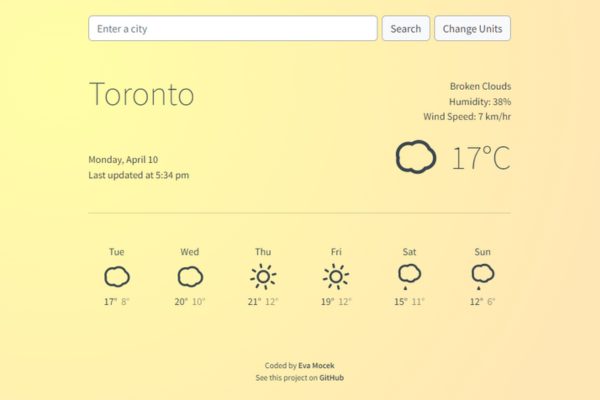 Enter a city
Search
Change Units
Toronto
Broken Clouds
Humidity: 38%
Wind Speed: 7 km/hr
Monday, April 10
Last updated at 5:34 pm
17°C
Tue Wed Thu Fri Sat Sun
17° 8° 20° 10° 21° 12° 19° 12° 15° 11° 12° 6°
Coded by Eva Mocek
See this project on GitHub